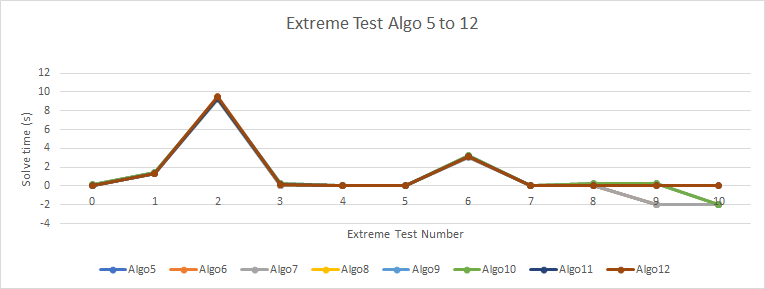 Extreme Test Algo 5 to 12
12
10
8
6
4
2
0
-2
-4
Solve time (s)
0 1 2 3 4 5 6 7 8 9 10
Extreme Test Number
Algo5 Algo6 Algo7 Algo8 Algo9 Algo10 Algo11 Algo12